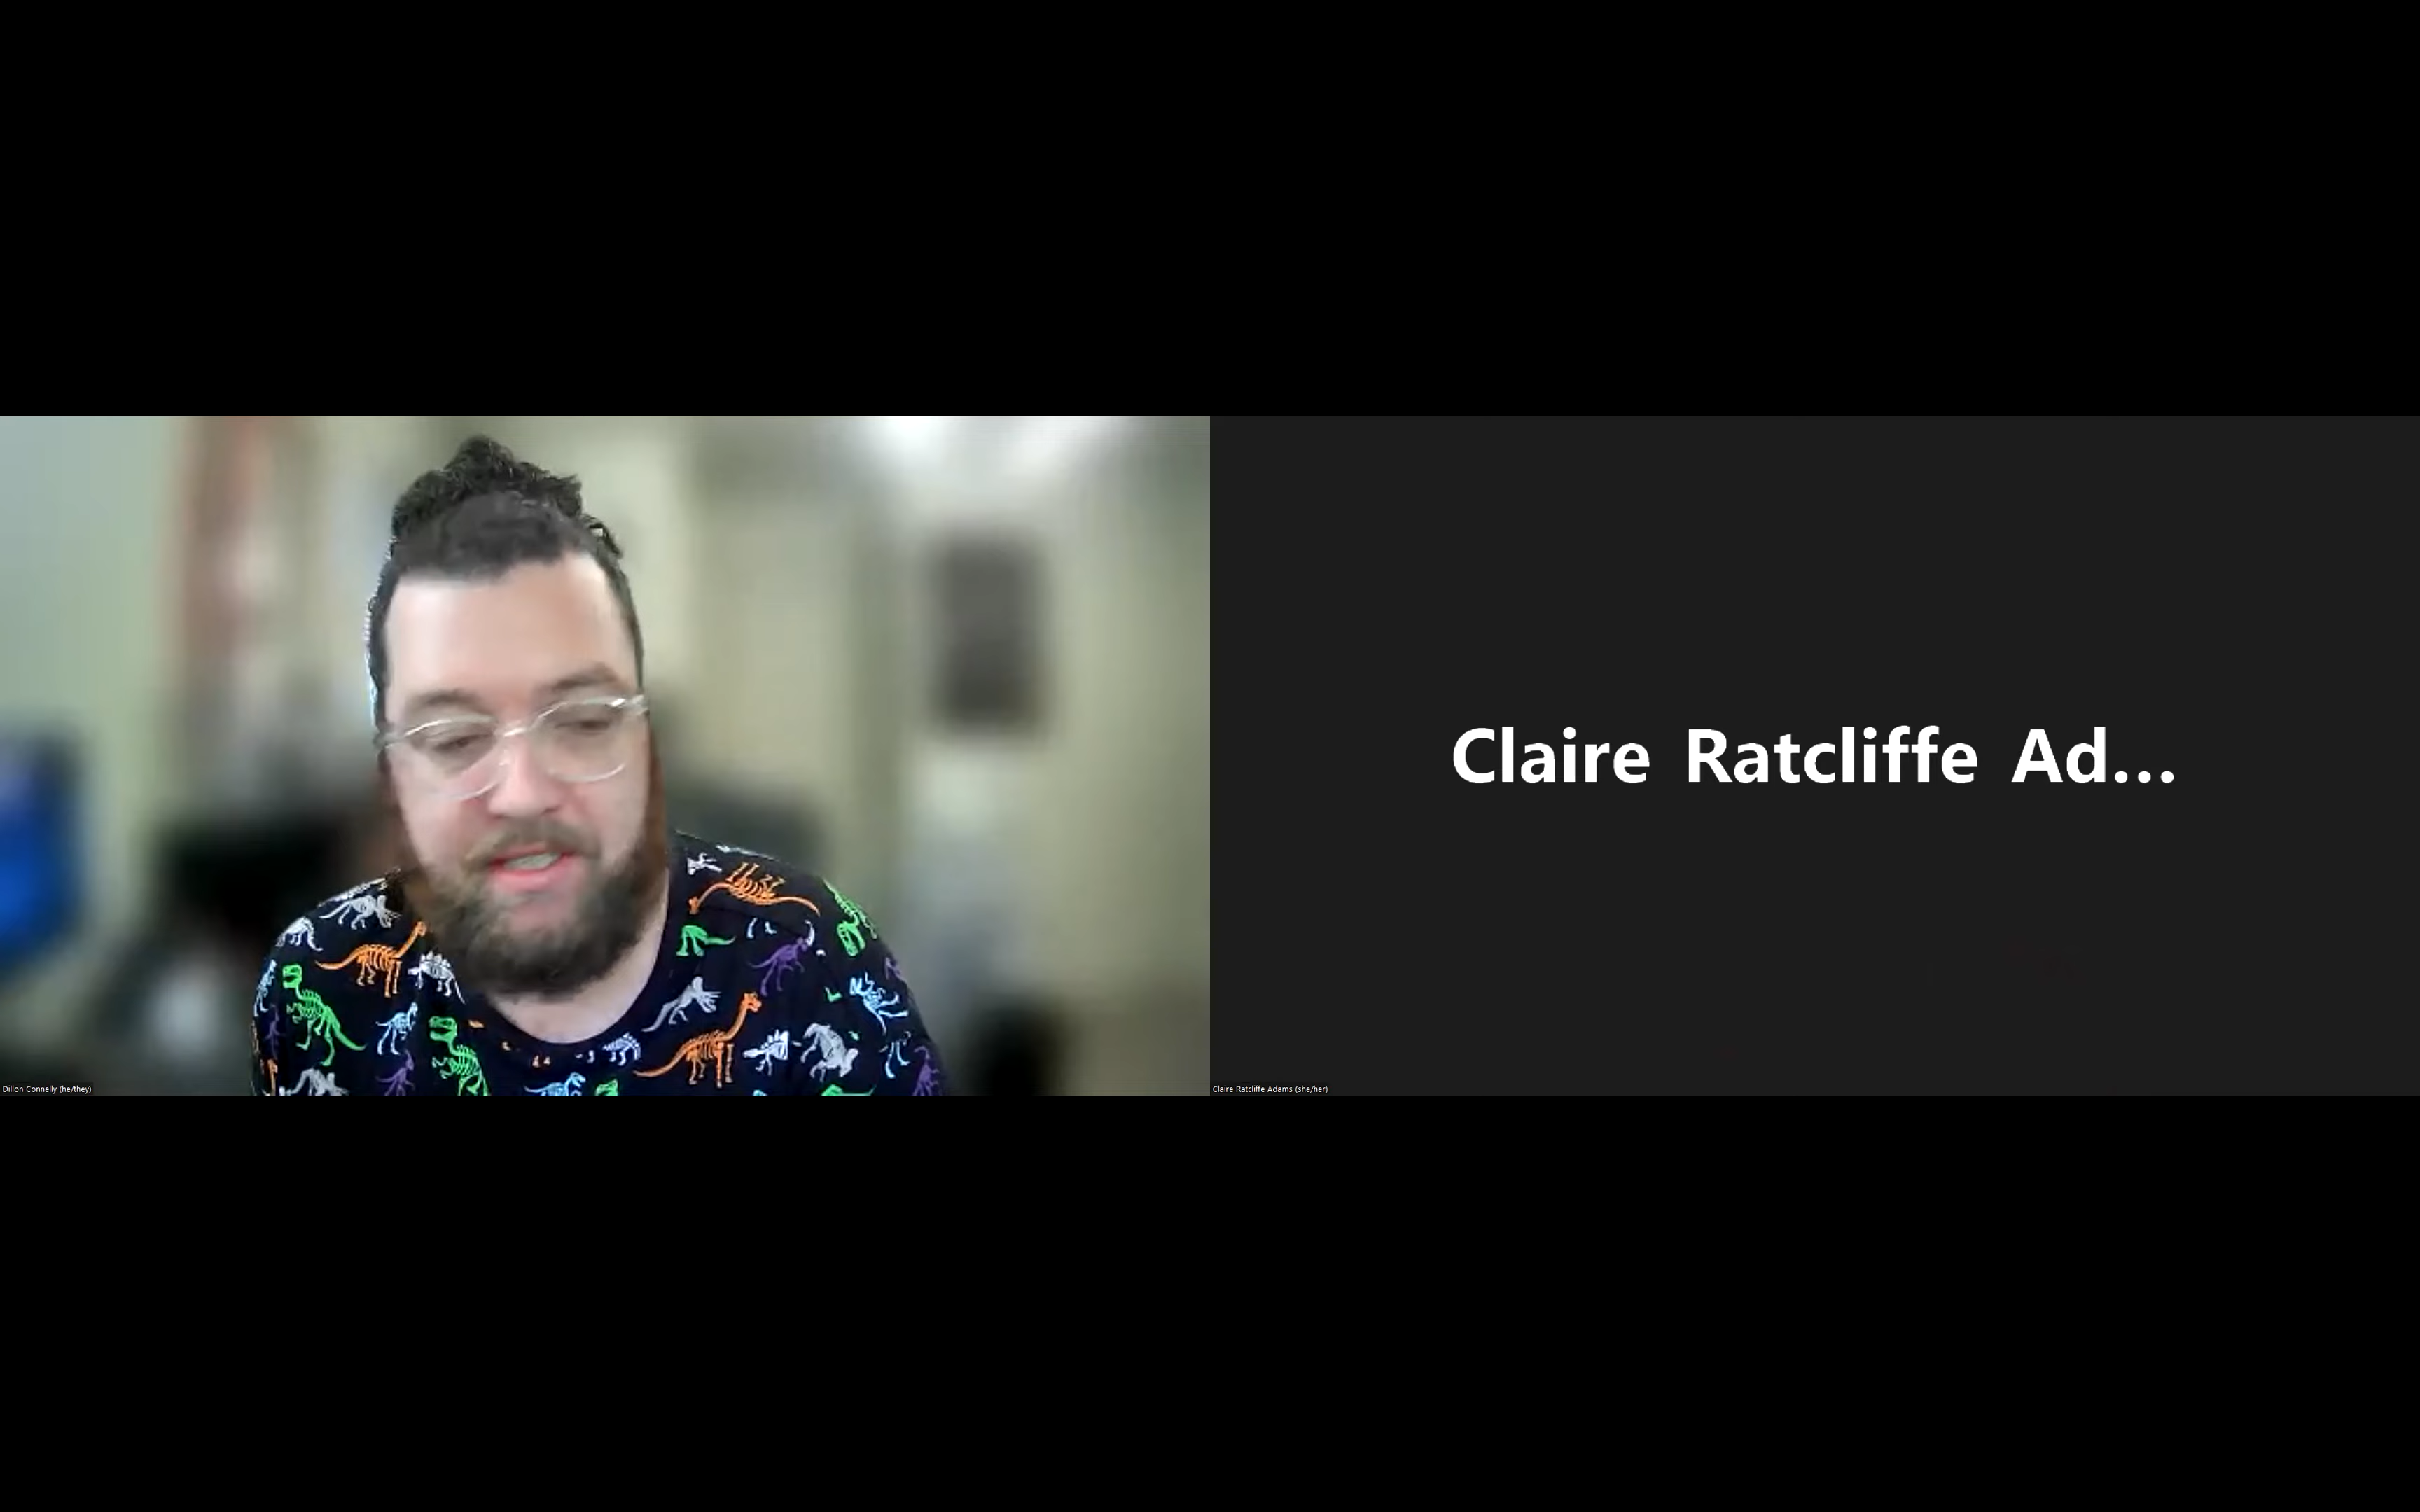 Claire Ratcliffe Ad...
Dillon Connelly (he/they)
Claire Ratcliffe Adams (she/her)